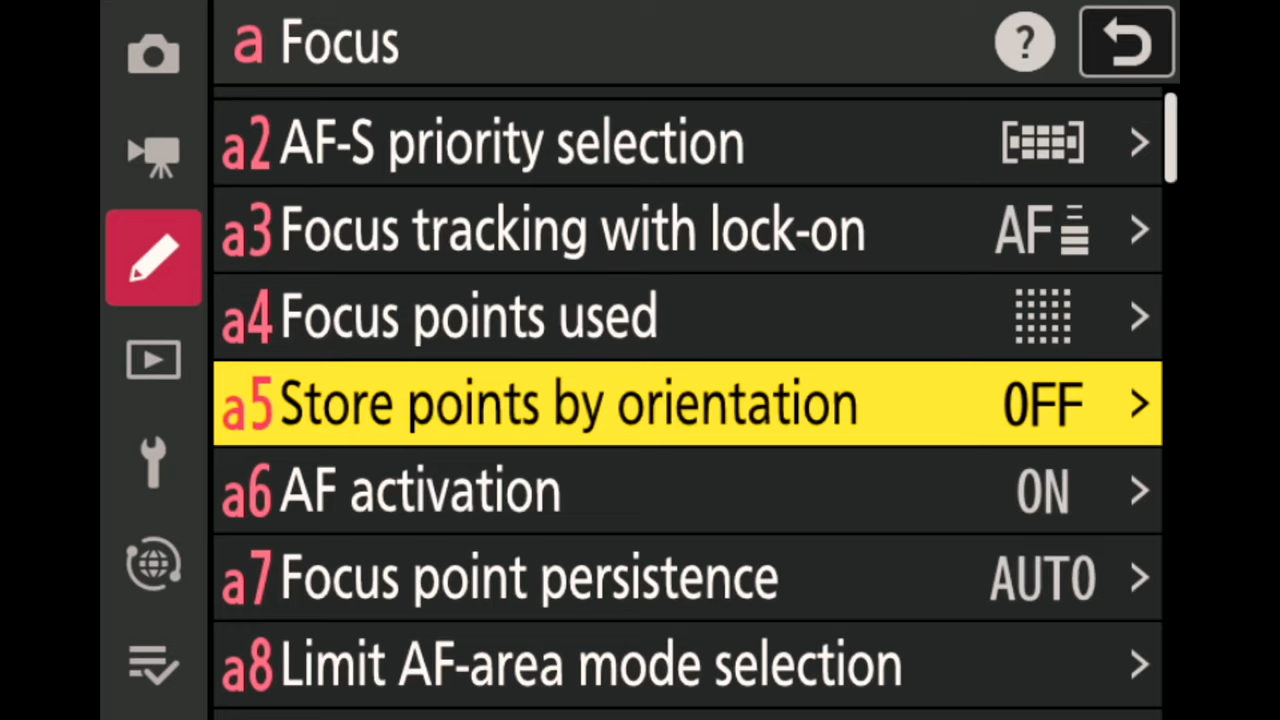 a Focus ?
a2 AF-S priority selection >
a3 Focus tracking with lock-on AF >
a4 Focus points used >
a5 Store points by orientation OFF >
a6 AF activation ON >
a7 Focus point persistence AUTO >
a8 Limit AF-area mode selection >